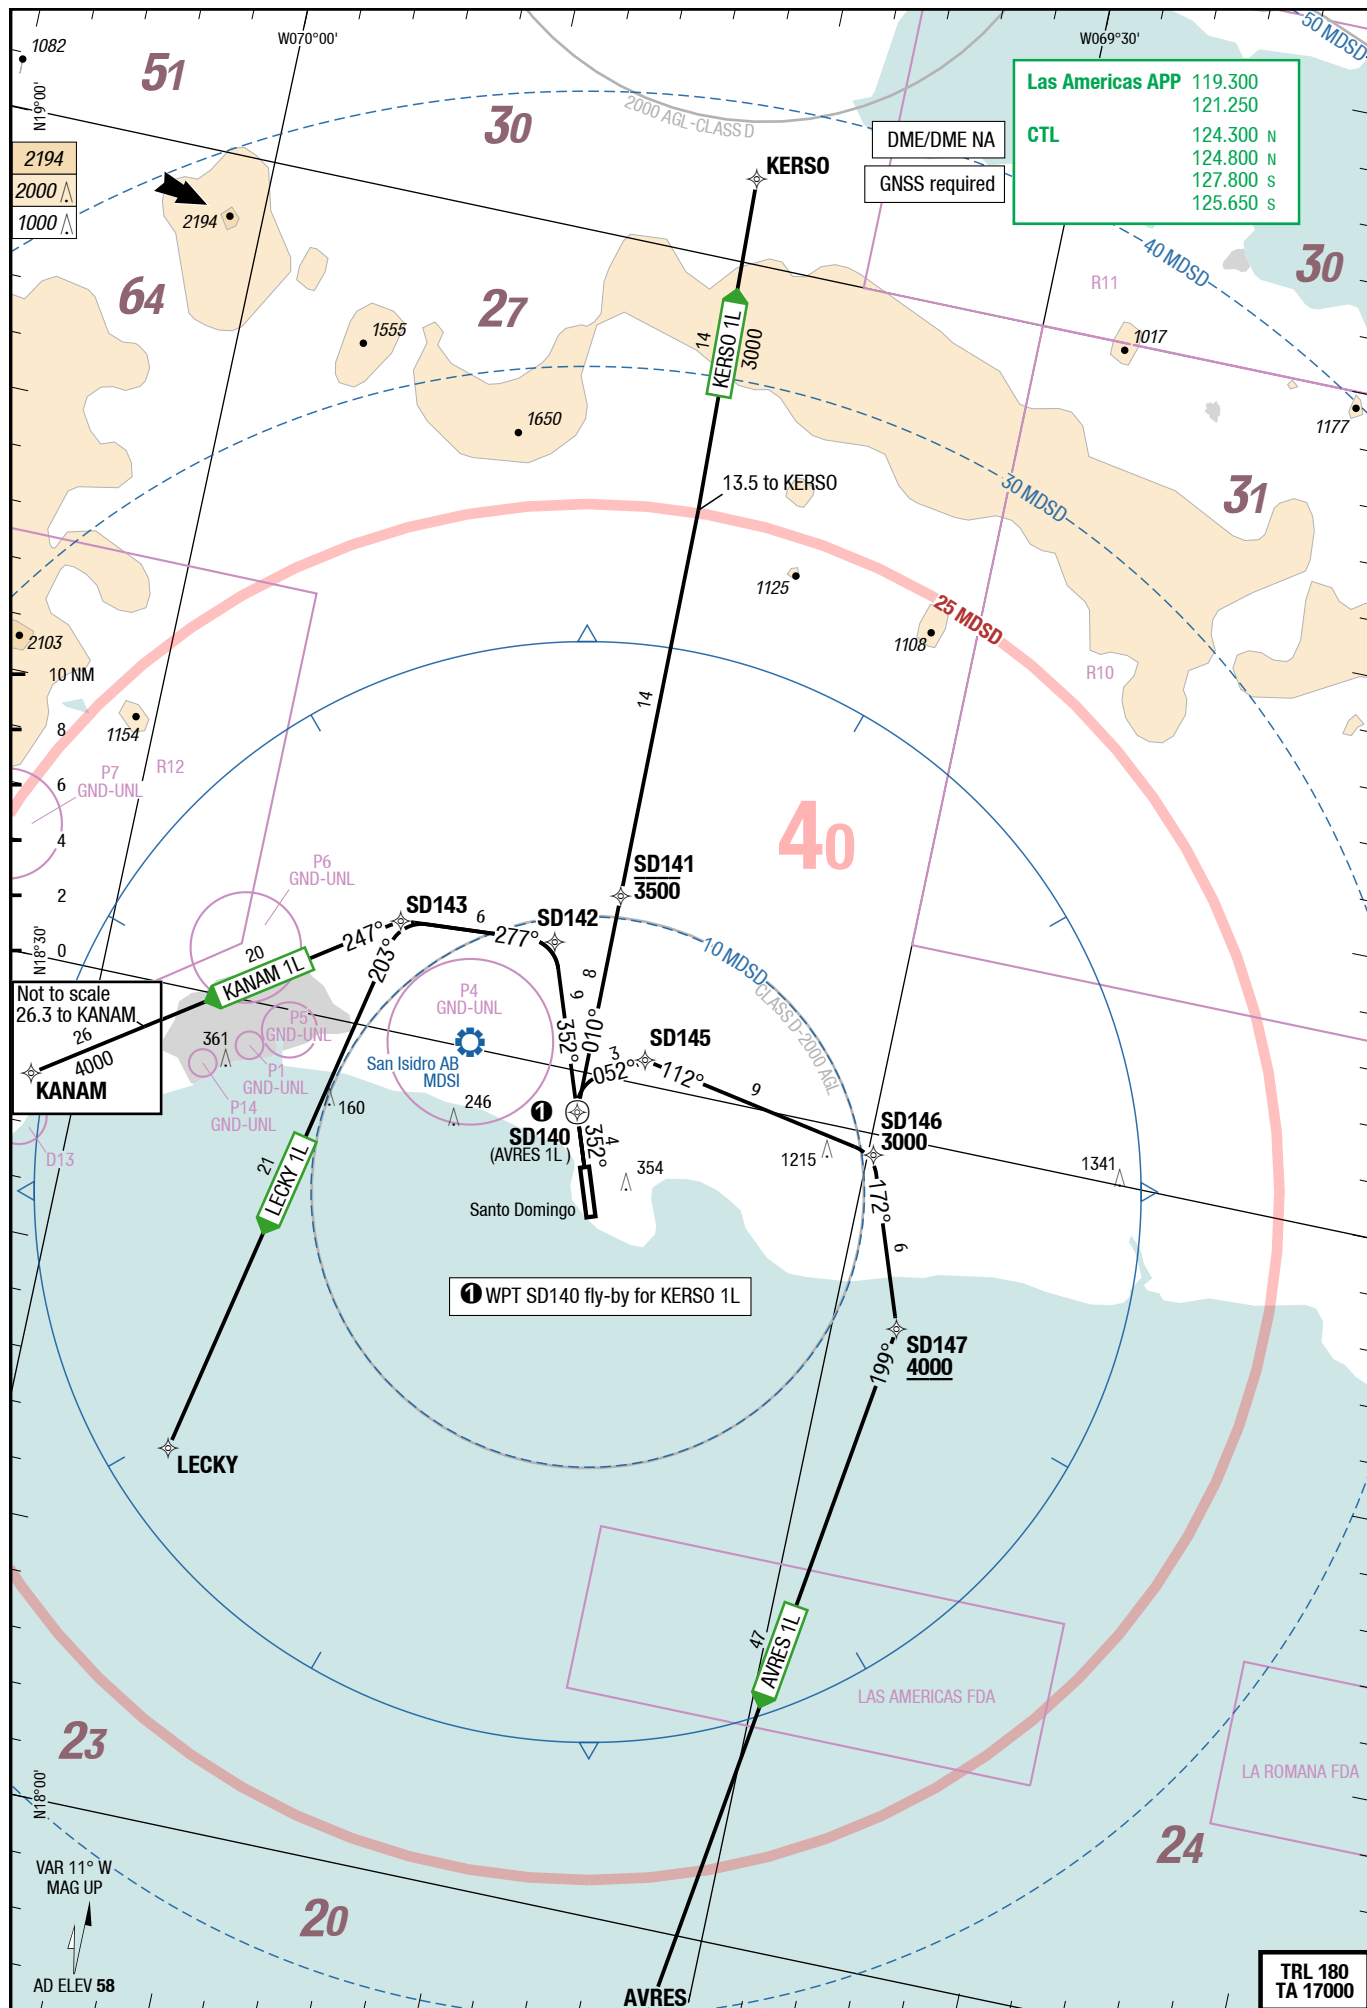 1082
51
W070°00'
30
2000 AGL-CLASS D
W069°30'
50 MDSD
Las Americas APP 119.300
121.250
CTL 124.300 N
124.800 N
127.800 S
125.650 S
N19°00'
DME/DME NA
GNSS required
KERSO
2194
2000
1000
2194
64
27
30
40 MDSD
R11
1555
14
KERSO 1L
3000
1017
1177
1650
13.5 to KERSO
30 MDSD
31
1125
25 MDSD
1108
R10
2103
10 NM
8
6
4
2
0
1154
P7
GND-UNL
R12
14
40
P6
GND-UNL
SD141
3500
SD143
SD142
6
277°
247°
203°
20
KANAM 1L
N18°30'
10 MDSD
CLASS D-2000 AGL
Not to scale
26.3 to KANAM
26
4000
KANAM
P4
GND-UNL
San Isidro AB
MDSI
P5
GND-UNL
361
P1
GND-UNL
P14
GND-UNL
D13
160
246
8
9
352°
010°
3
052°
SD145
112°
9
1
SD140
(AVRES 1L)
4
352°
354
Santo Domingo
SD146
3000
1215
1341
172°
6
21
LECKY 1L
1 WPT SD140 fly-by for KERSO 1L
SD147
4000
199°
LECKY
47
AVRES 1L
LAS AMERICAS FDA
LA ROMANA FDA
23
24
N18°00'
VAR 11° W
MAG UP
20
AD ELEV 58
AVRES
TRL 180
TA 17000